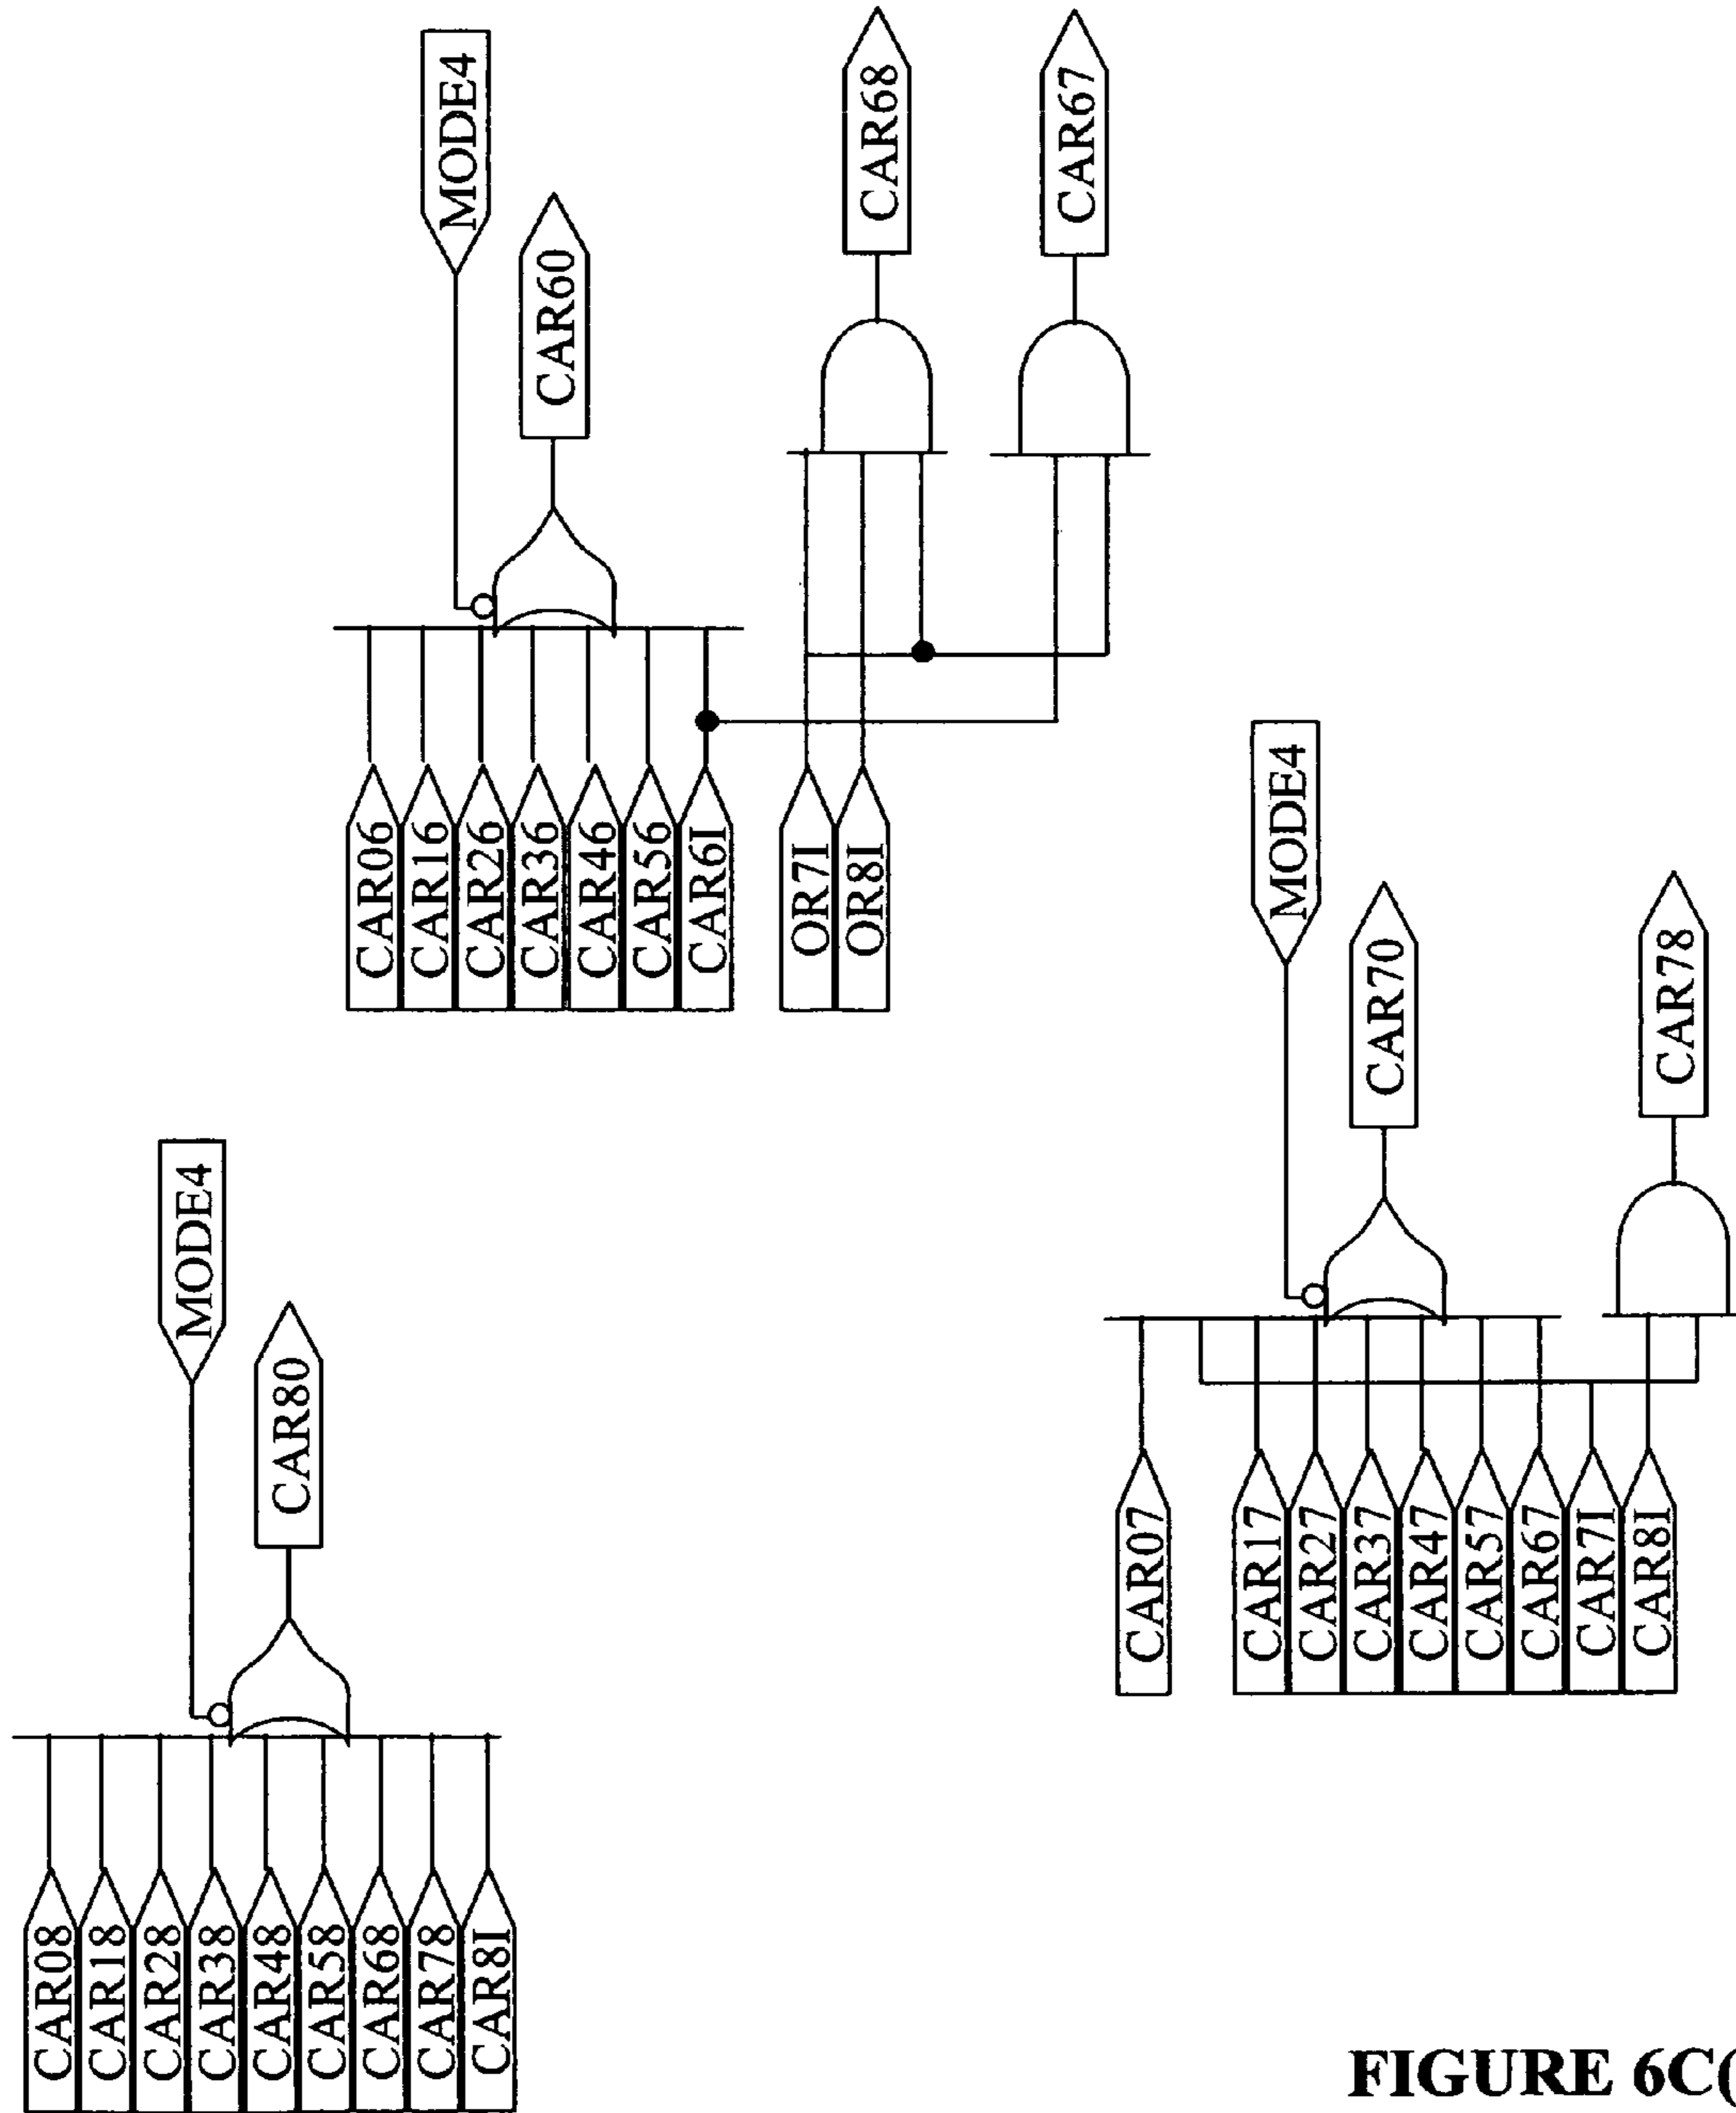 MODE4
CAR60
CAR06
CAR16
CAR26
CAR36
CAR46
CAR56
CAR6I
OR7I
OR8I
CAR68
CAR67
MODE4
CAR80
CAR08
CAR18
CAR28
CAR38
CAR48
CAR58
CAR68
CAR78
CAR8I
MODE4
CAR70
CAR07
CAR17
CAR27
CAR37
CAR47
CAR57
CAR67
CAR7I
CAR8I
CAR78
FIGURE 6C(